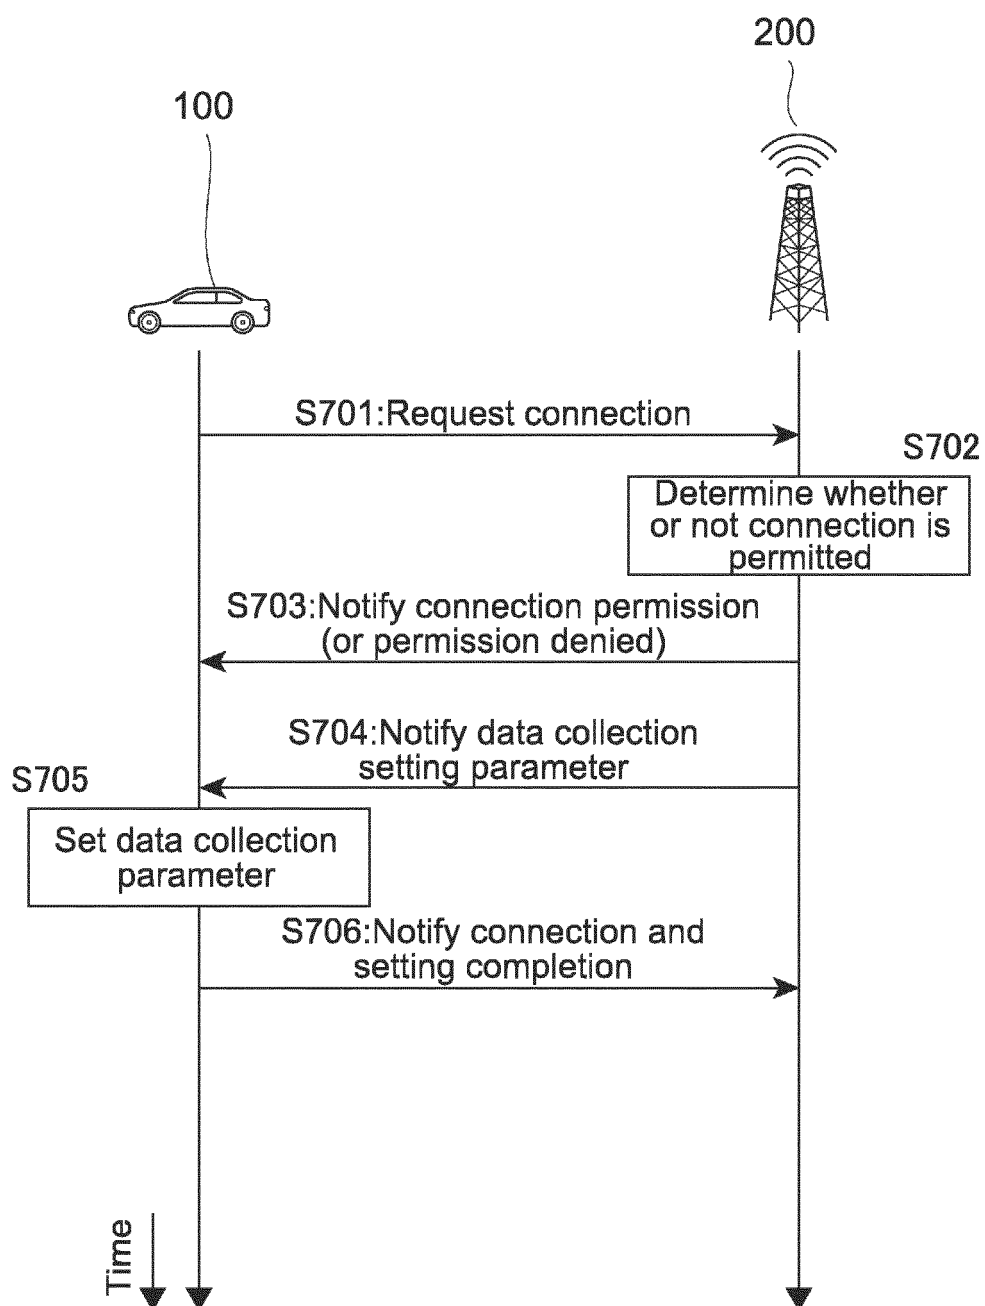 200
100
S701:Request connection
S702
Determine whether
or not connection is
permitted
S703:Notify connection permission
(or permission denied)
S704:Notify data collection
setting parameter
S705
Set data collection
parameter
S706:Notify connection and
setting completion
Time